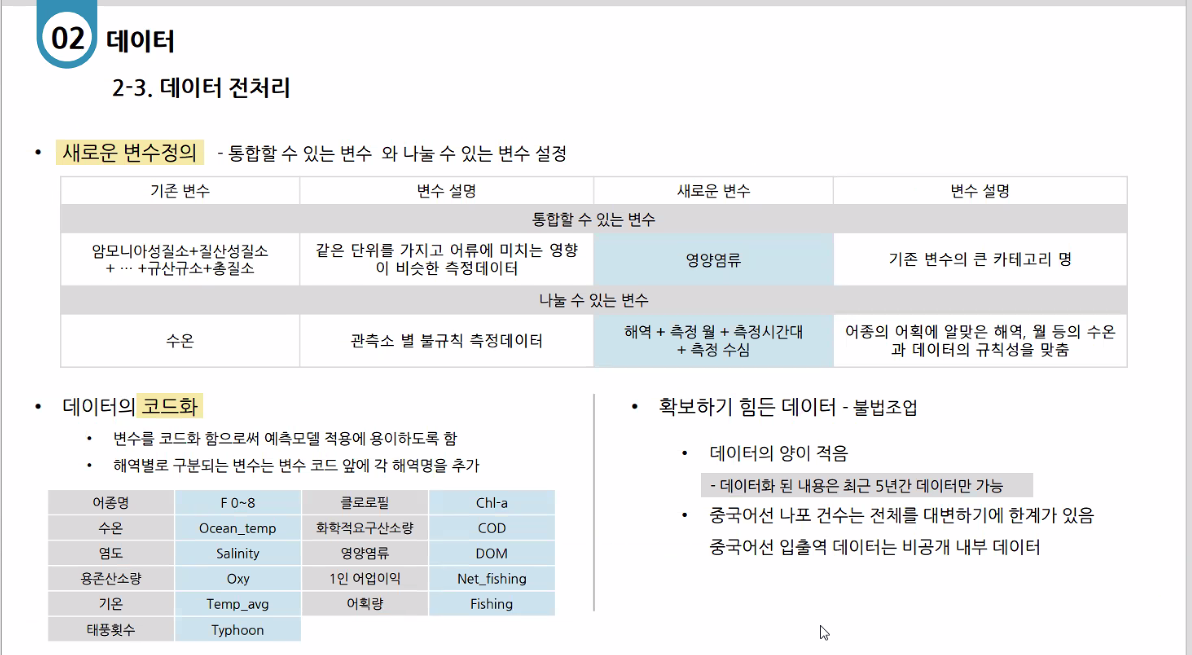 02 데이터
2-3. 데이터 전처리
• 새로운 변수정의 - 통합할 수 있는 변수 와 나눌 수 있는 변수 설정
기존 변수 변수 설명 새로운 변수 변수 설명
통합할 수 있는 변수
암모니아성질소+질산성질소
+ … +규산규소+총질소
같은 단위를 가지고 어류에 미치는 영향
이 비슷한 측정데이터
영양염류
기존 변수의 큰 카테고리 명
나눌 수 있는 변수
수온
관측소 별 불규칙 측정데이터
해역 + 측정 월 + 측정시간대
+ 측정 수심
어종의 어획에 알맞은 해역, 월 등의 수온
과 데이터의 규칙성을 맞춤
• 데이터의 코드화
• 변수를 코드화 함으로써 예측모델 적용에 용이하도록 함
• 해역별로 구분되는 변수는 변수 코드 앞에 각 해역명을 추가
어종명 F 0~8 클로로필 Chl-a
수온 Ocean_temp 화학적요구산소량 COD
염도 Salinity 영양염류 DOM
용존산소량 Oxy 1인 어업이익 Net_fishing
기온 Temp_avg 어획량 Fishing
태풍횟수 Typhoon
• 확보하기 힘든 데이터 - 불법조업
• 데이터의 양이 적음
- 데이터화 된 내용은 최근 5년간 데이터만 가능
• 중국어선 나포 건수는 전체를 대변하기에 한계가 있음
중국어선 입출역 데이터는 비공개 내부 데이터